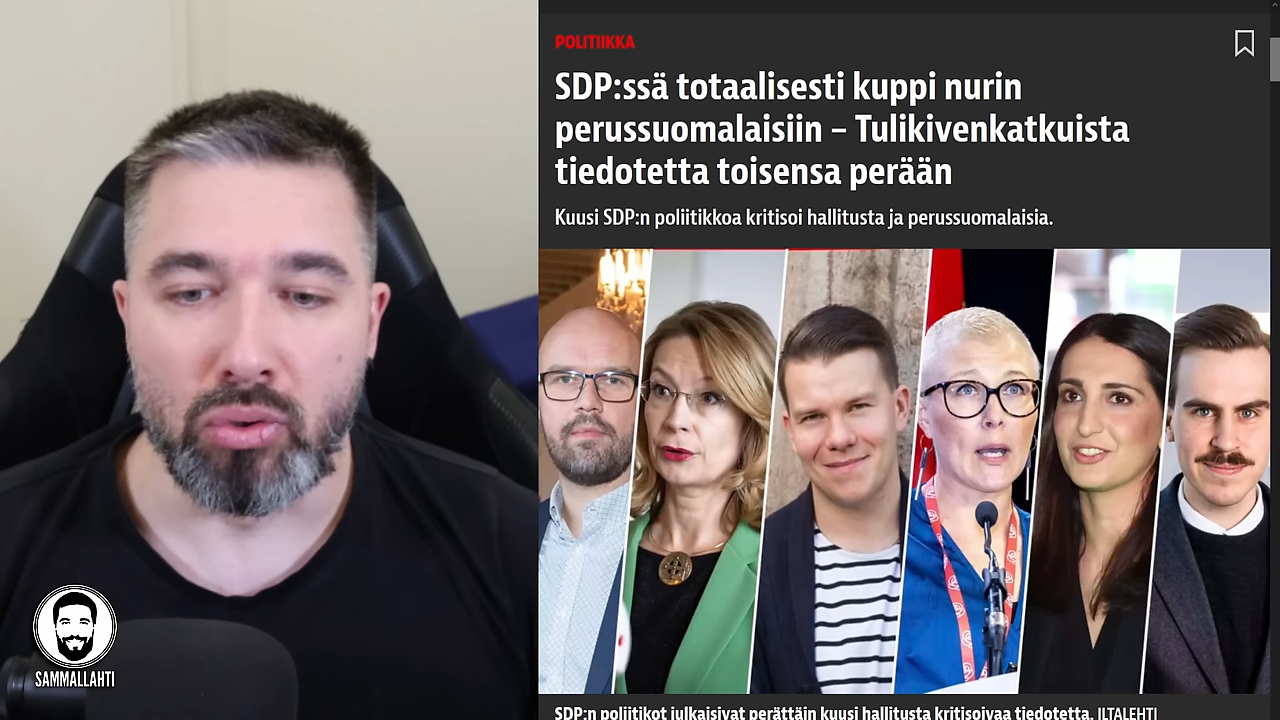 POLITIIKKA
SDP:ssä totaalisesti kuppi nurin
perussuomalaisiin – Tulikivenkatkuista
tiedotetta toisensa perään
Kuusi SDP:n poliitikkoa kritisoi hallitusta ja perussuomalaisia.
SDP:n poliitikot julkaisivat perättäin kuusi hallitusta kritisoivaa tiedotetta. ILTALEHTI
SAMMALLAHTI